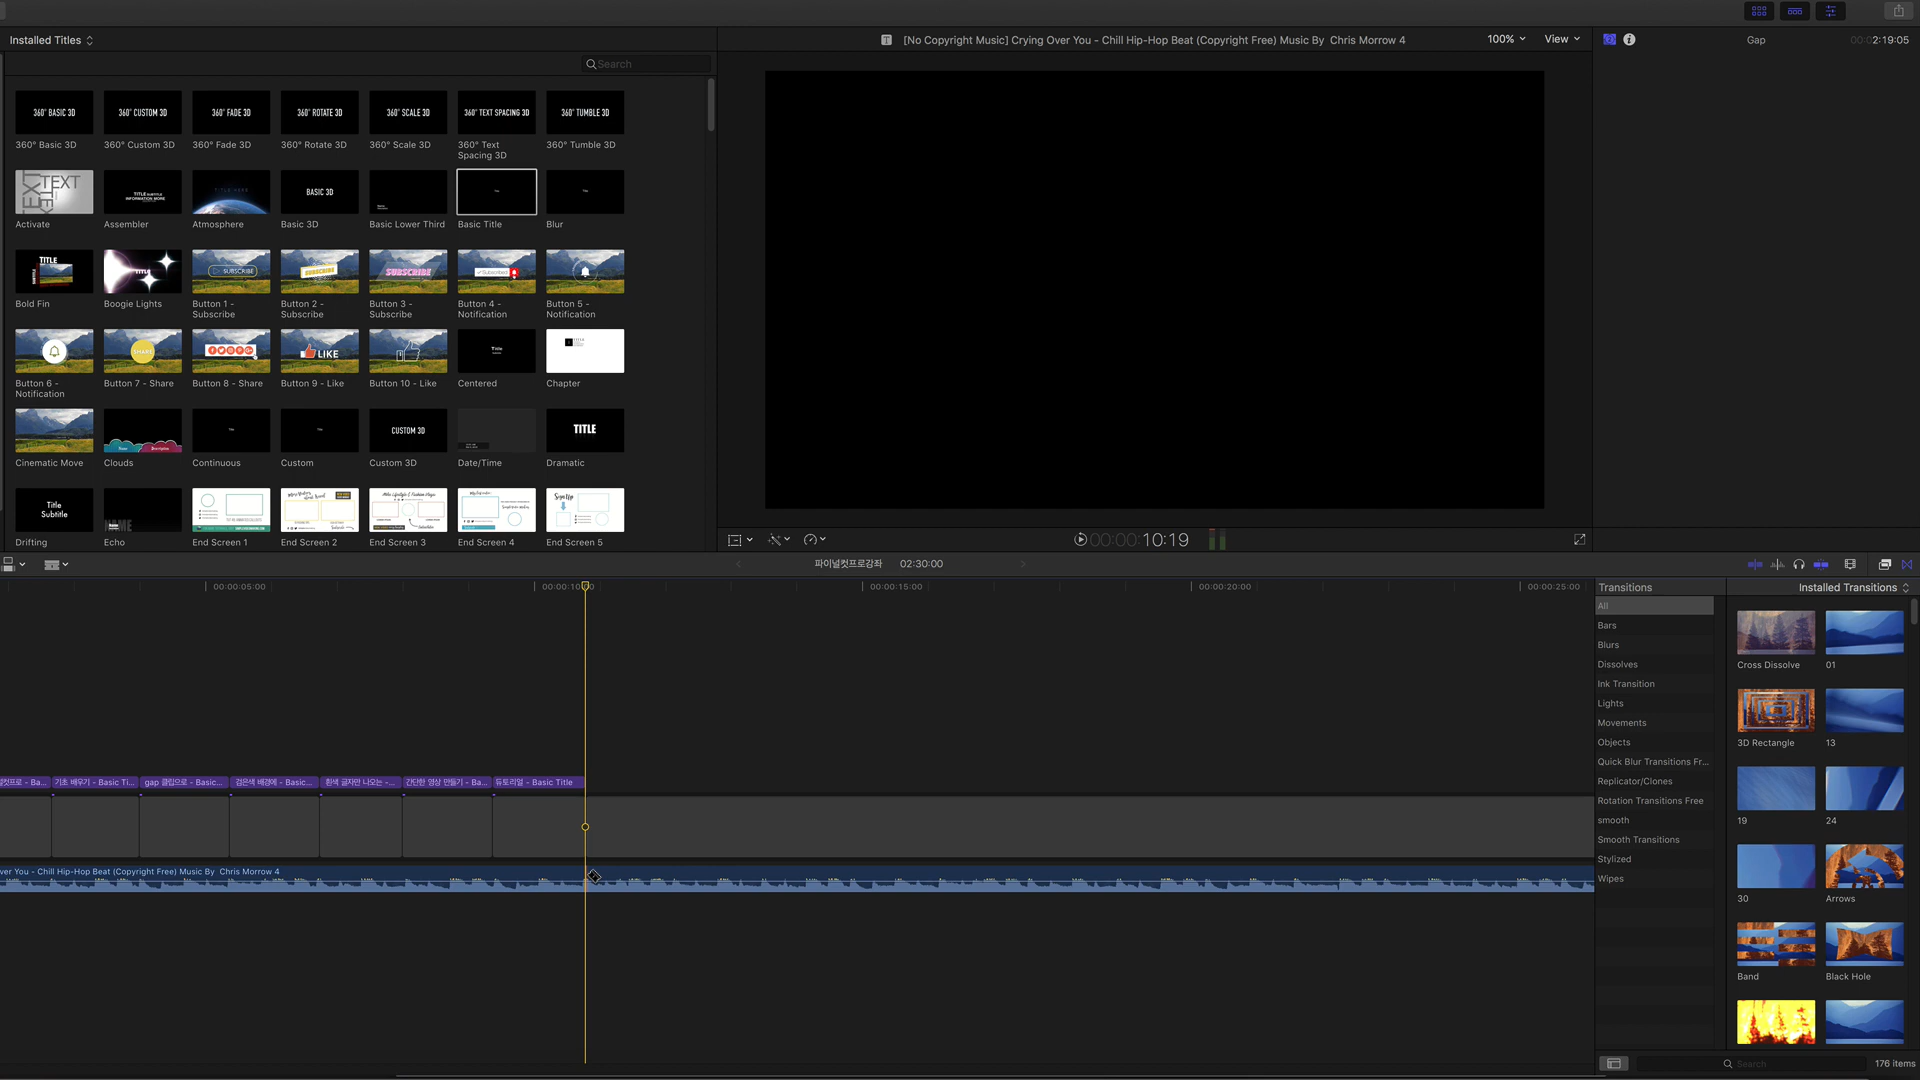 Installed Titles
[No Copyright Music] Crying Over You - Chill Hip-Hop Beat (Copyright Free) Music By Chris Morrow 4
100%
View
Gap
00:02:19:05
Search
360° BASIC 3D
360° CUSTOM 3D
360° FADE 3D
360° ROTATE 3D
360° SCALE 3D
360° TEXT SPACING 3D
360° TUMBLE 3D
360° Basic 3D
360° Custom 3D
360° Fade 3D
360° Rotate 3D
360° Scale 3D
360° Text
Spacing 3D
360° Tumble 3D
TEXT
TITLE SUBTITLE
INFORMATION MORE
TITLE HERE
BASIC 3D
Title
Title
Activate
Assembler
Atmosphere
Basic 3D
Basic Lower Third
Basic Title
Blur
TITLE
SUBSCRIBE
SUBSCRIBE
SUBSCRIBE
Subscribed
Bold Fin
Boogie Lights
Button 1 -
Subscribe
Button 2 -
Subscribe
Button 3 -
Subscribe
Button 4 -
Notification
Button 5 -
Notification
SHARE
LIKE
Title
Button 6 -
Notification
Button 7 - Share
Button 8 - Share
Button 9 - Like
Button 10 - Like
Centered
Chapter
Title
Title
CUSTOM 3D
TITLE
Cinematic Move
Clouds
Continuous
Custom
Custom 3D
Date/Time
Dramatic
Title
Subtitle
NAME
Sign Up
Drifting
Echo
End Screen 1
End Screen 2
End Screen 3
End Screen 4
End Screen 5
00:00:00:10:19
파이널컷프로강좌
02:30:00
00:00:05:00
00:00:10:00
00:00:15:00
00:00:20:00
00:00:25:00
Transitions
Installed Transitions
All
Bars
Blurs
Dissolves
Ink Transition
Lights
Movements
Objects
Quick Blur Transitions Fr...
Replicator/Clones
Rotation Transitions Free
smooth
Smooth Transitions
Stylized
Wipes
Cross Dissolve
01
3D Rectangle
13
19
24
30
Arrows
Band
Black Hole
널컷프로 - Ba...
기초 배우기 - Basic Ti...
gap 클립으로 - Basic...
검은색 배경에 - Basic...
흰색 글자만 나오는 -...
간단한 영상 만들기 - Ba...
듀토리얼 - Basic Title
ver You - Chill Hip-Hop Beat (Copyright Free) Music By Chris Morrow 4
Search
176 items